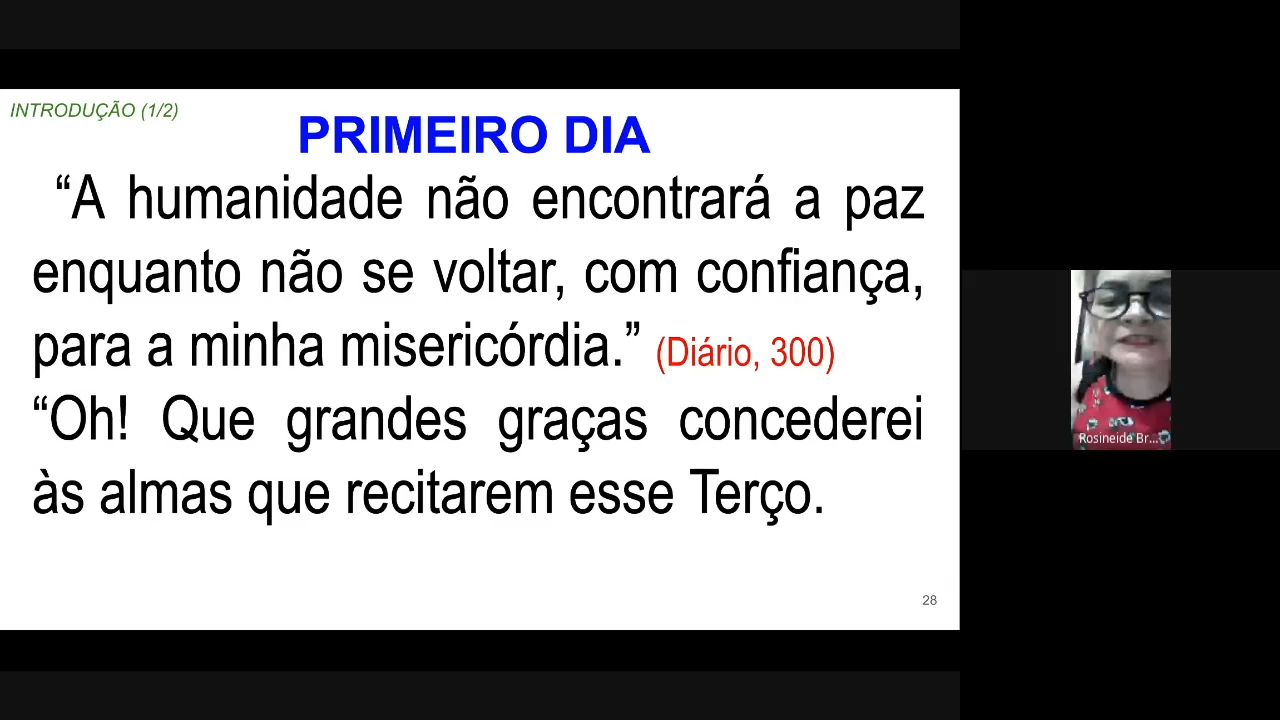 INTRODUÇÃO (1/2)
PRIMEIRO DIA
“A humanidade não encontrará a paz
enquanto não se voltar, com confiança,
para a minha misericórdia.” (Diário, 300)
“Oh! Que grandes graças concederei
às almas que recitarem esse Terço.
28
Rosineide Br...